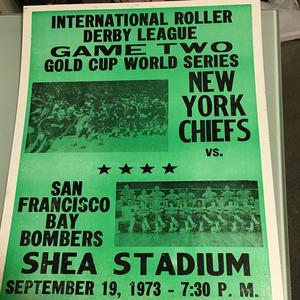 INTERNATIONAL ROLLER
DERBY LEAGUE
GAME TWO
GOLD CUP WORLD SERIES
NEW
YORK
CHIEFS
VS.
SAN
FRANCISCO
BAY
BOMBERS
SHEA STADIUM
SEPTEMBER 19, 1973 - 7:30 P. M.